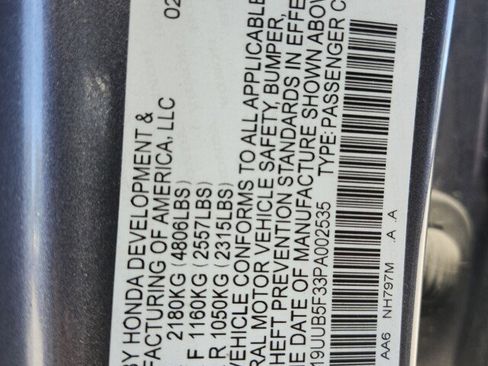 02
BY HONDA DEVELOPMENT &
FACTURING OF AMERICA, LLC
2180KG (4806LBS)
F 1160KG (2557LBS)
R 1050KG (2315LBS)
VEHICLE CONFORMS TO ALL APPLICABLE
RAL MOTOR VEHICLE SAFETY, BUMPER,
HEFT PREVENTION STANDARDS IN EFFE
HE DATE OF MANUFACTURE SHOWN ABOV
19UUB5F33PA002535 TYPE: PASSENGER C
AA6 NH797M .A .A